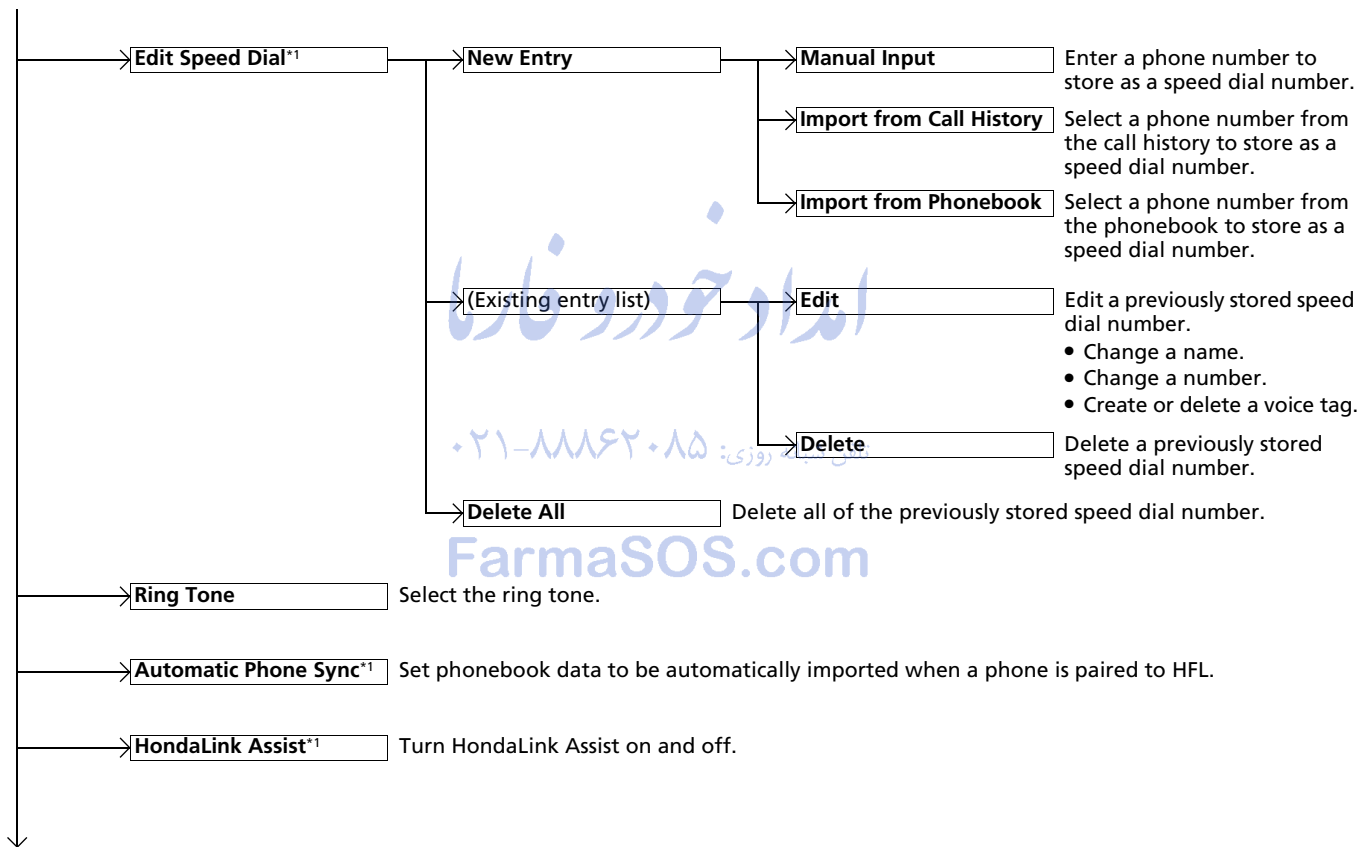 Edit Speed Dial*1
New Entry
Manual Input
Enter a phone number to
store as a speed dial number.
Import from Call History
Select a phone number from
the call history to store as a
speed dial number.
Import from Phonebook
Select a phone number from
the phonebook to store as a
speed dial number.
امداد خودرو فارما
(Existing entry list)
Edit
Edit a previously stored speed
dial number.
• Change a name.
• Change a number.
• Create or delete a voice tag.
تلفن شبانه روزی: ۰۲۱-۸۸۸۶۲۰۸۵
Delete
Delete a previously stored
speed dial number.
Delete All
Delete all of the previously stored speed dial number.
FarmaSOS.com
Ring Tone
Select the ring tone.
Automatic Phone Sync*1
Set phonebook data to be automatically imported when a phone is paired to HFL.
HondaLink Assist*1
Turn HondaLink Assist on and off.